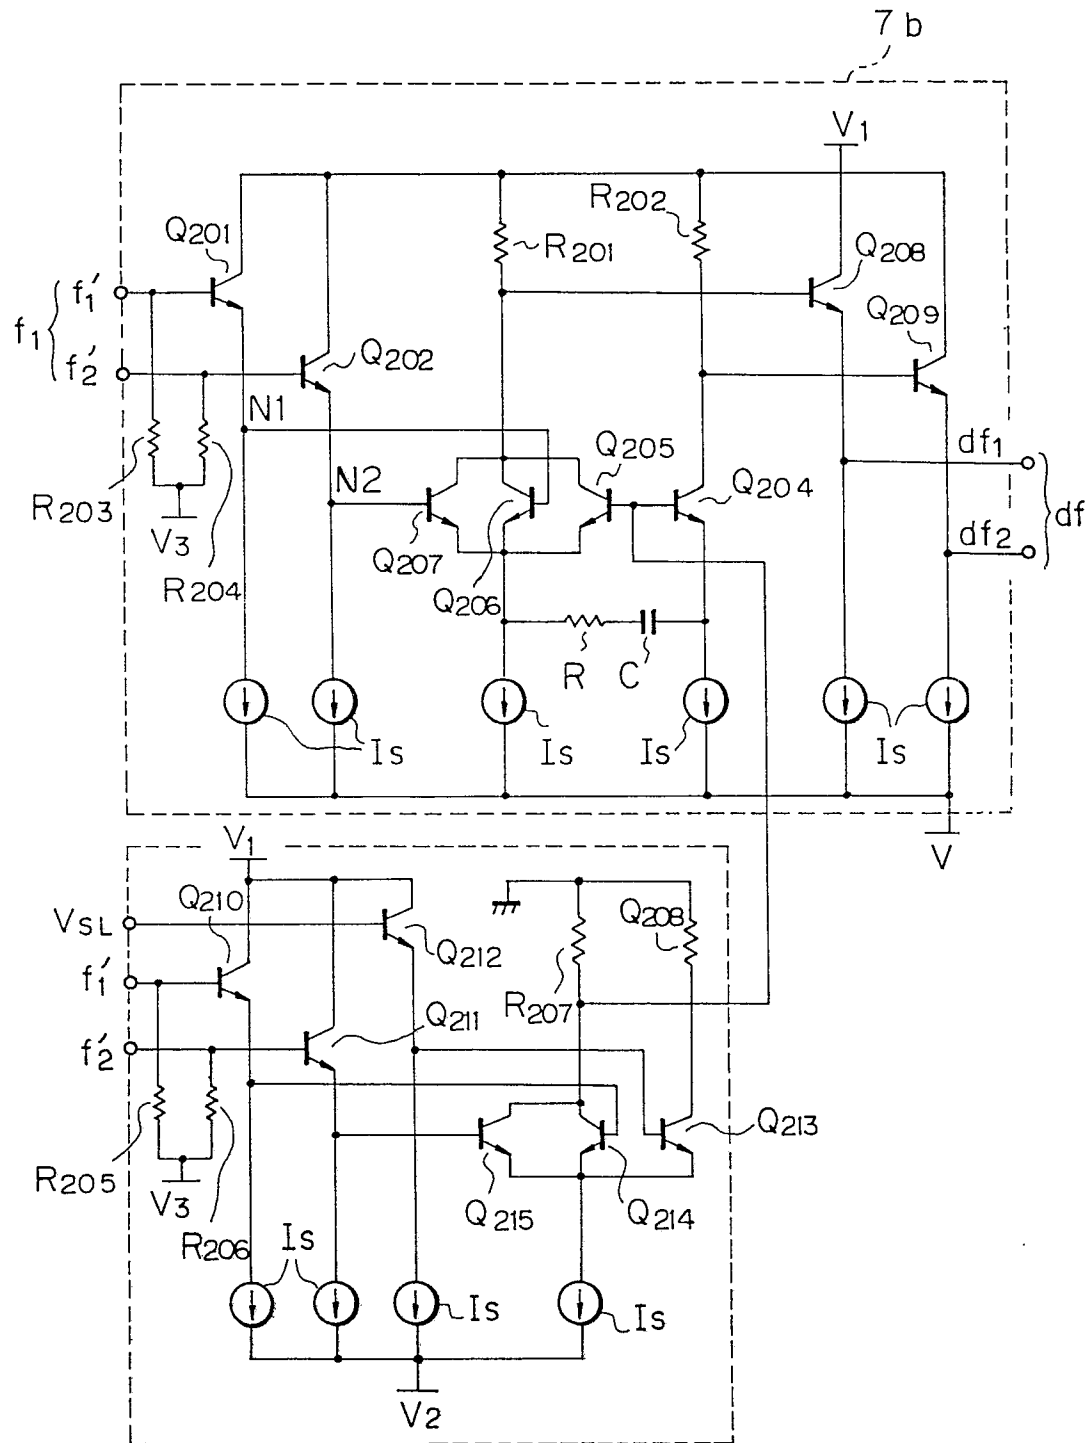 7b
V1
R202
Q201
R201
Q208
f1
f1'
Q209
f2'
Q202
N1
df1
Q205
N2
Q204
df
R203
V3
df2
Q207
R204
Q206
R
C
Is
Is
Is
Is
V1
V
Q210
Q208
VSL
Q212
f1'
R207
Q211
f2'
Q213
R205
V3
Q215
Q214
R206
Is
Is
Is
V2